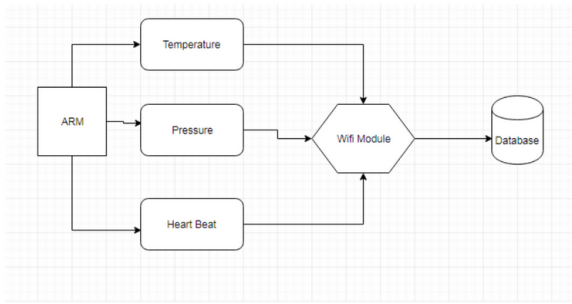 Temperature
ARM
Pressure
Wifi Module
Database
Heart Beat